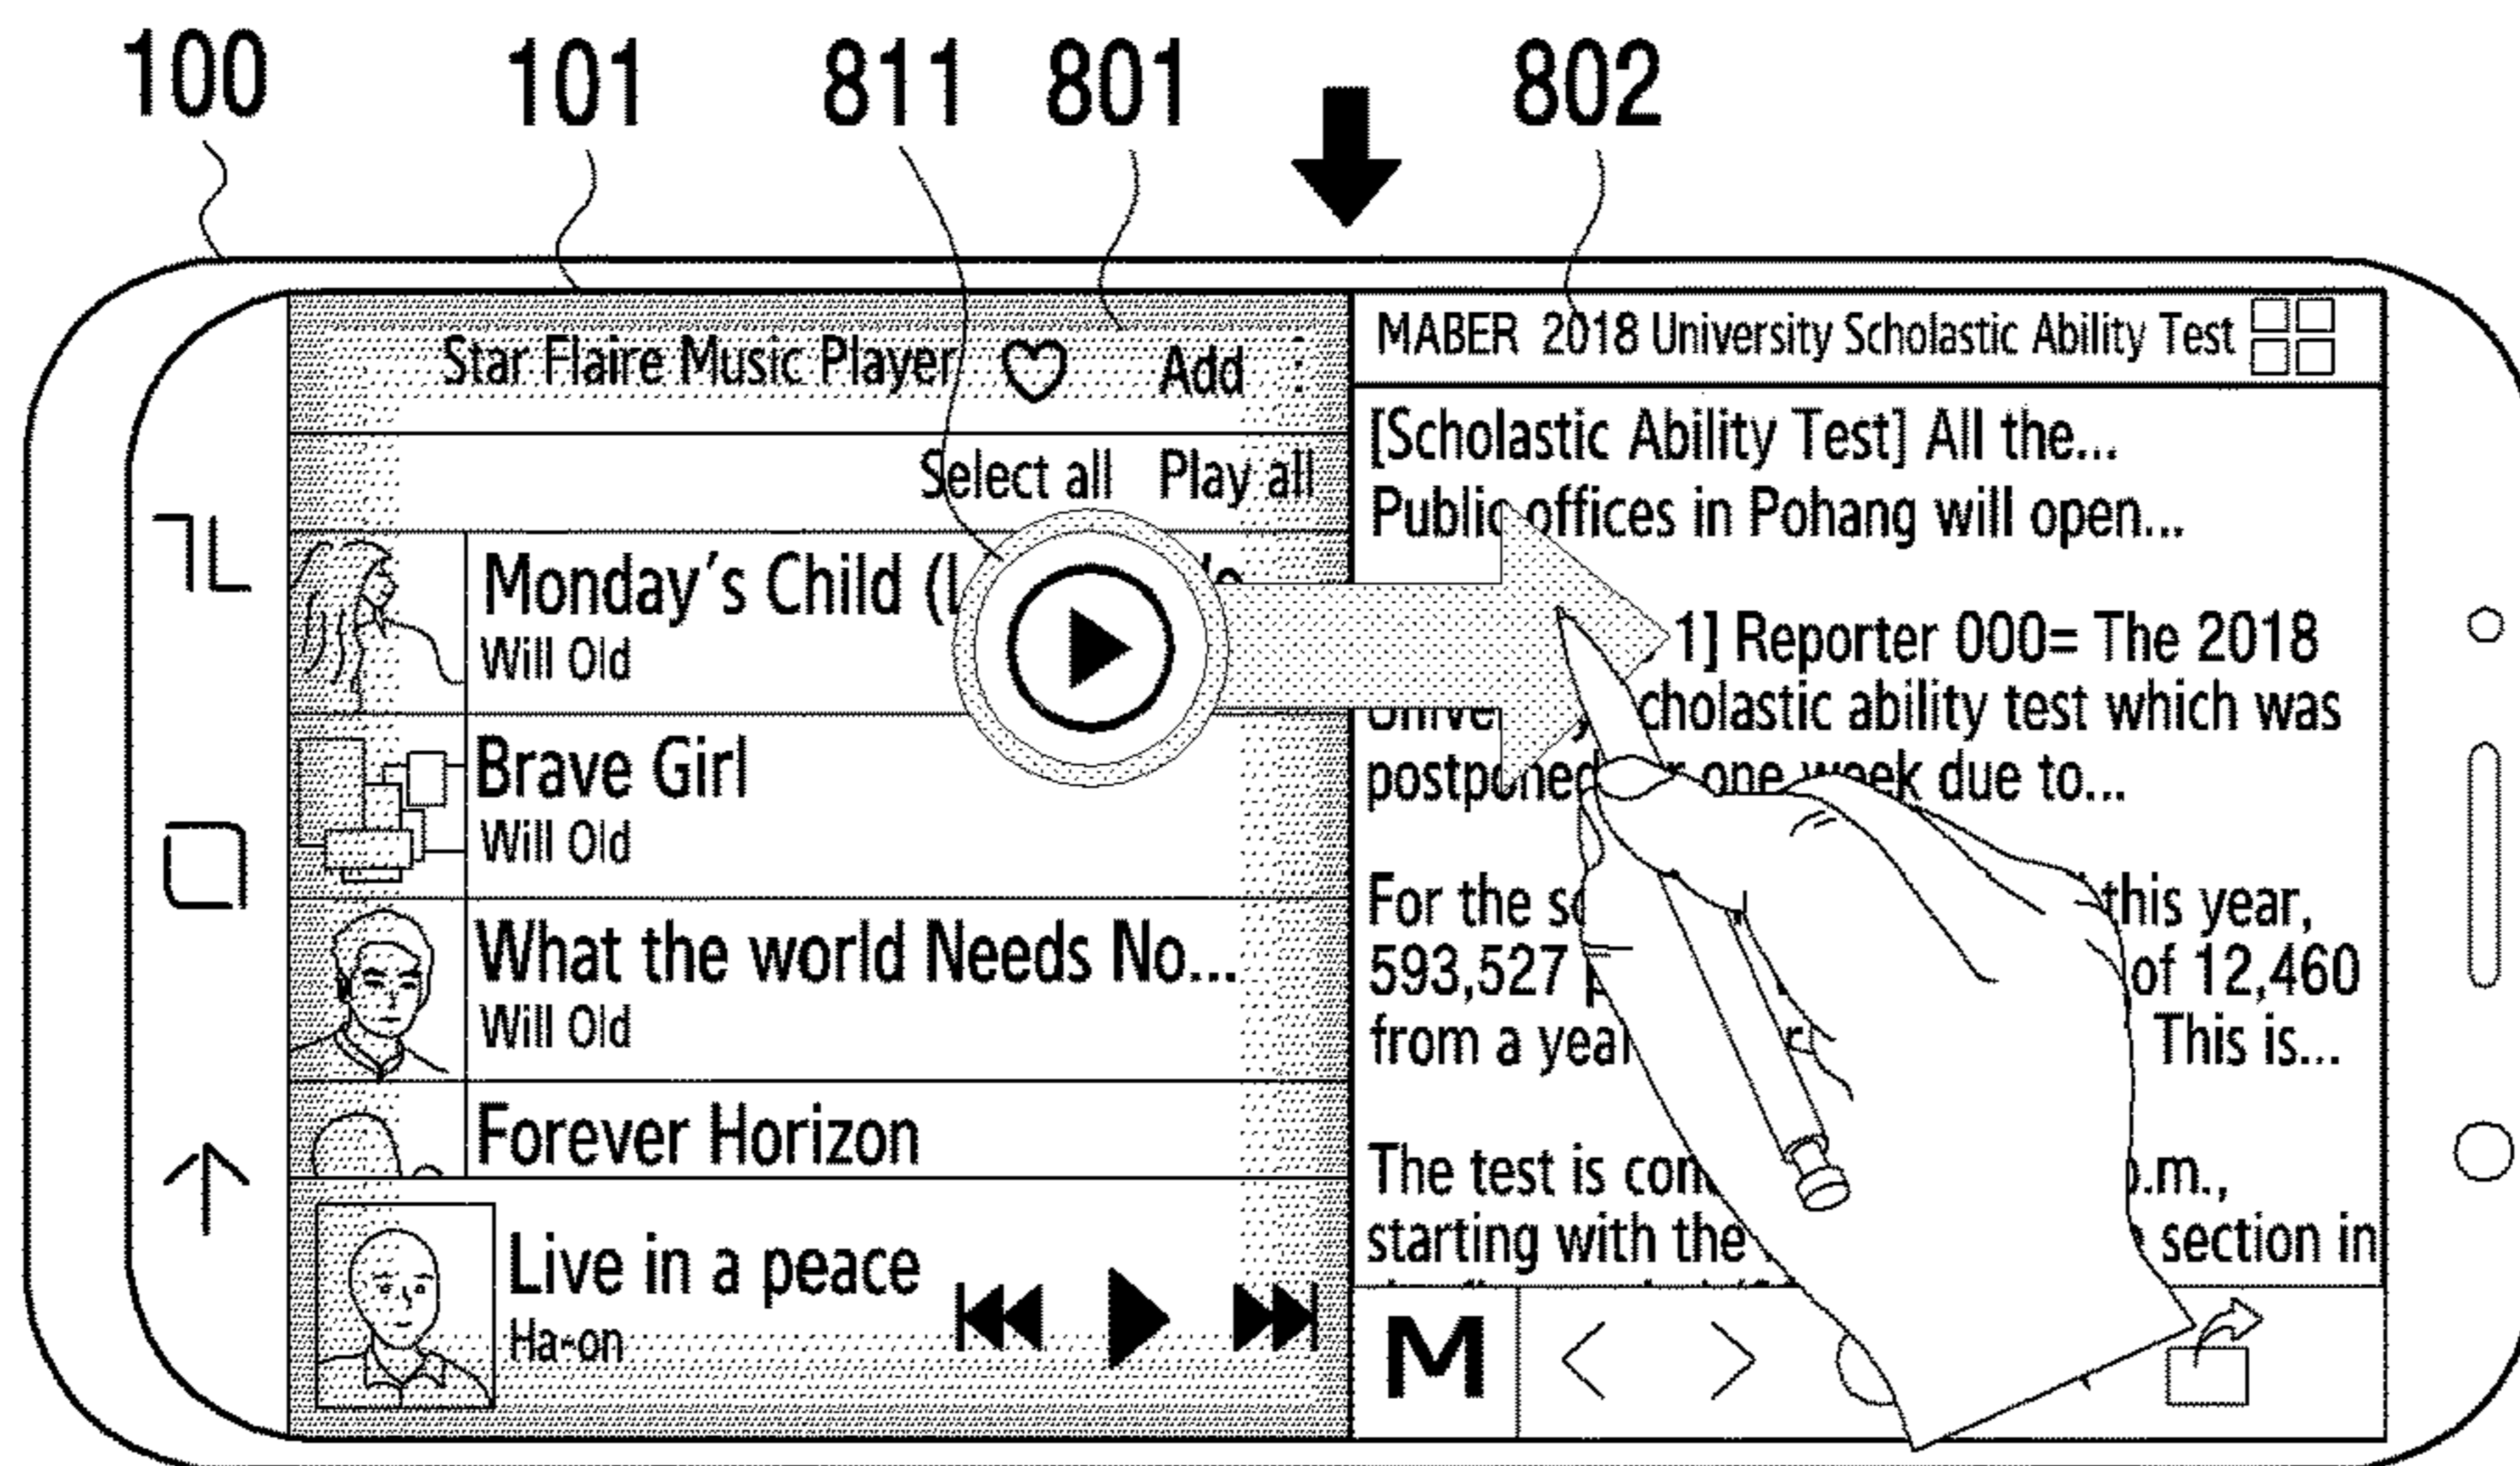 100 101 811 801 802
Star Flaire Music Player Add
Select all Play all
Monday's Child (
Will Old
Brave Girl
Will Old
What the world Needs No...
Will Old
Forever Horizon
Live in a peace
Ha-on
MABER 2018 University Scholastic Ability Test
[Scholastic Ability Test] All the...
Public offices in Pohang will open...
1] Reporter 000= The 2018
cholastic ability test which was
postponed one week due to...
For the this year,
593,527 of 12,460
from a year This is...
The test is p.m.,
starting with the section in
M